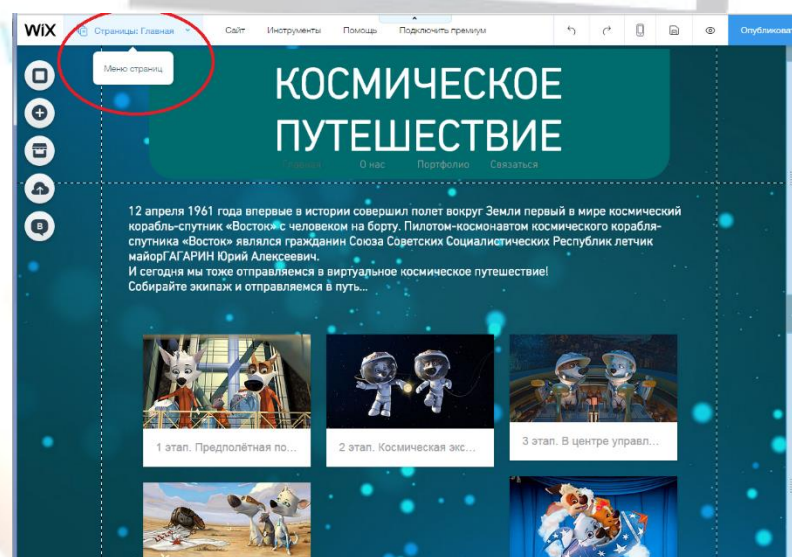 WiX Страницы: Главная Сайт Инструменты Помощь Подключить премиум Опубликоват
Меню страниц
КОСМИЧЕСКОЕ
ПУТЕШЕСТВИЕ
Главная О нас Портфолио Связаться
12 апреля 1961 года впервые в истории совершил полет вокруг Земли первый в мире космический
корабль-спутник «Восток» с человеком на борту. Пилотом-космонавтом космического корабля-
спутника «Восток» являлся гражданин Союза Советских Социалистических Республик летчик
майорГАГАРИН Юрий Алексеевич.
И сегодня мы тоже отправляемся в виртуальное космическое путешествие!
Собирайте экипаж и отправляемся в путь...
1 этап. Предполётная по...
2 этап. Космическая экс...
3 этап. В центре управл...